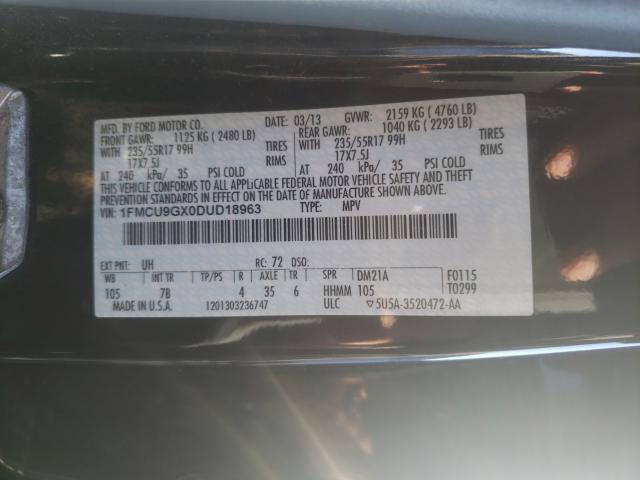 MFD. BY FORD MOTOR CO.
DATE: 03/13 GVWR: 2159 KG ( 4760 LB)
FRONT GAWR: 1125 KG ( 2480 LB) REAR GAWR: 1040 KG ( 2293 LB)
WITH 235/55R17 99H TIRES WITH 235/55R17 99H TIRES
17X7.5J RIMS 17X7.5J RIMS
AT 240 kPa/ 35 PSI COLD AT 240 kPa/ 35 PSI COLD
THIS VEHICLE CONFORMS TO ALL APPLICABLE FEDERAL MOTOR VEHICLE SAFETY AND BUMPER
STANDARDS IN EFFECT ON THE DATE OF MANUFACTURE SHOWN ABOVE.
VIN: 1FMCU9GX0DUD18963 TYPE: MPV
EXT PNT: UH RC: 72 DSO:
WB INT TR TP/PS R AXLE TR SPR DM21A F0115
105 7B 4 35 6 HHMM 105 T0299
MADE IN U.S.A. 1201303236747 ULC 5U5A-3520472-AA